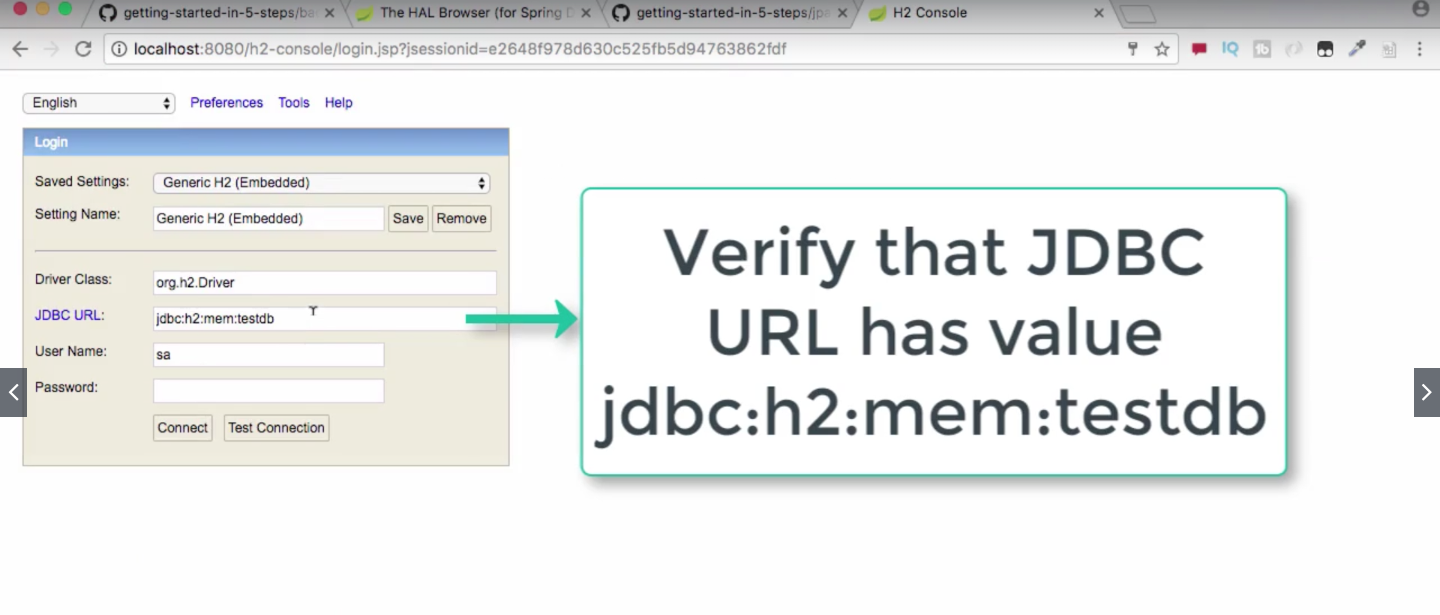 getting-started-in-5-steps/ba
The HAL Browser (for Spring D
getting-started-in-5-steps/jpa
H2 Console
localhost:8080/h2-console/login.jsp?jsessionid=e2648f978d630c525fb5d94763862fdf
IQ
English Preferences Tools Help
Login
Saved Settings: Generic H2 (Embedded)
Setting Name: Generic H2 (Embedded) Save Remove
Driver Class: org.h2.Driver
JDBC URL: jdbc:h2:mem:testdb
User Name: sa
Password:
Connect Test Connection
Verify that JDBC
URL has value
jdbc:h2:mem:testdb